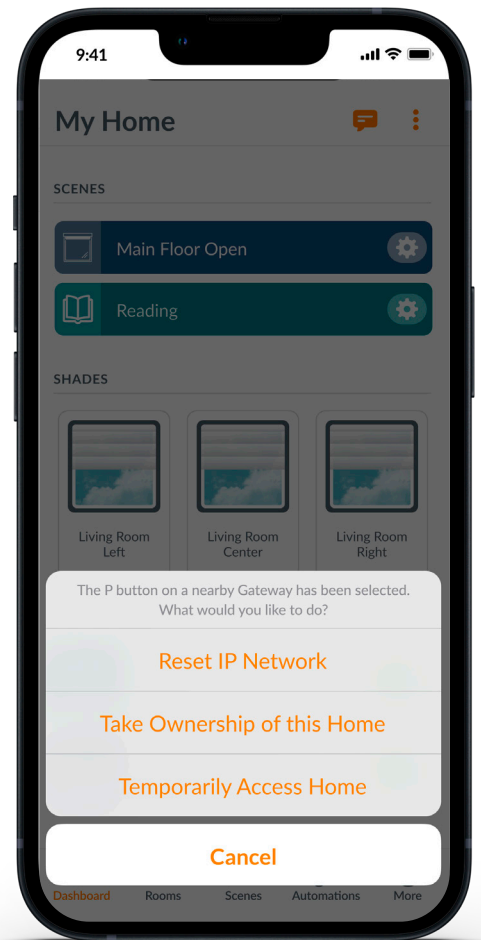 9:41
My Home
SCENES
Main Floor Open
Reading
SHADES
Living Room
Left
Living Room
Center
Living Room
Right
The P button on a nearby Gateway has been selected.
What would you like to do?
Reset IP Network
Take Ownership of this Home
Temporarily Access Home
Cancel
Dashboard
Rooms
Scenes
Automations
More